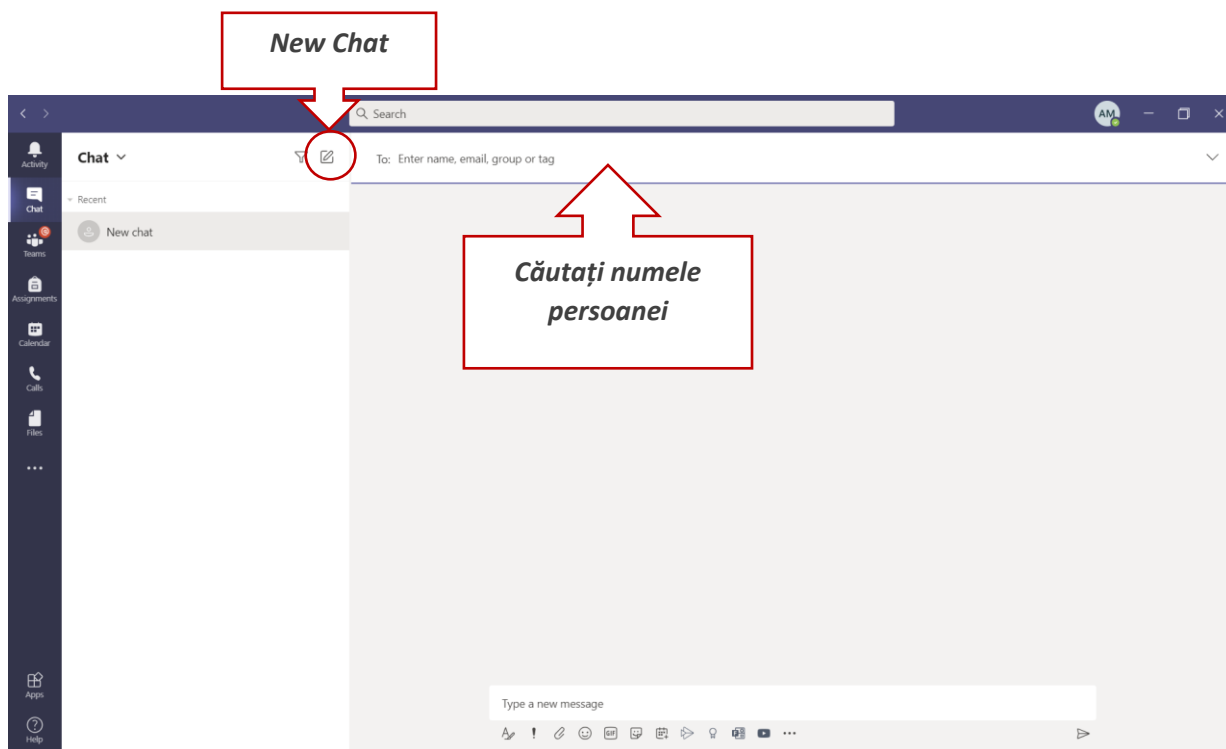 New Chat
Search
AM
Activity
Chat
To: Enter name, email, group or tag
Chat
Recent
New chat
Teams
Căutați numele
persoanei
Assignments
Calendar
Calls
Files
Apps
Help
Type a new message
GIF